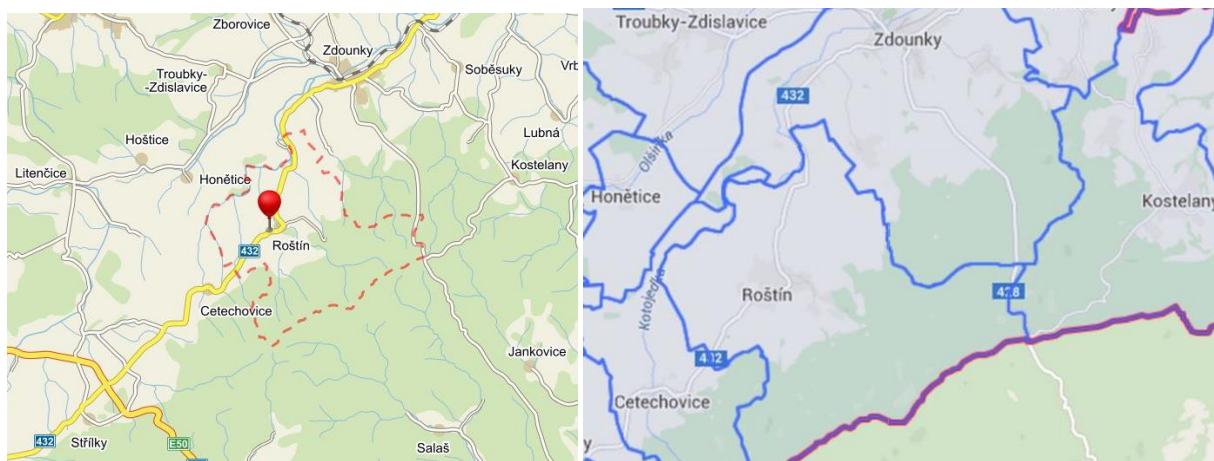 Zborovice
Zdounky
Troubky-
-Zdislavice
Soběsuky
Vrb
Hoštice
Lubná
Litenčice
Honětice
Kostelany
432
Roštín
Cetechovice
Jankovice
432
Střílky
E50
Salaš
Troubky-Zdislavice
Zdounky
432
Olšinka
Honětice
Kostelany
428
Kotojedka
Roštín
432
Cetechovice
y